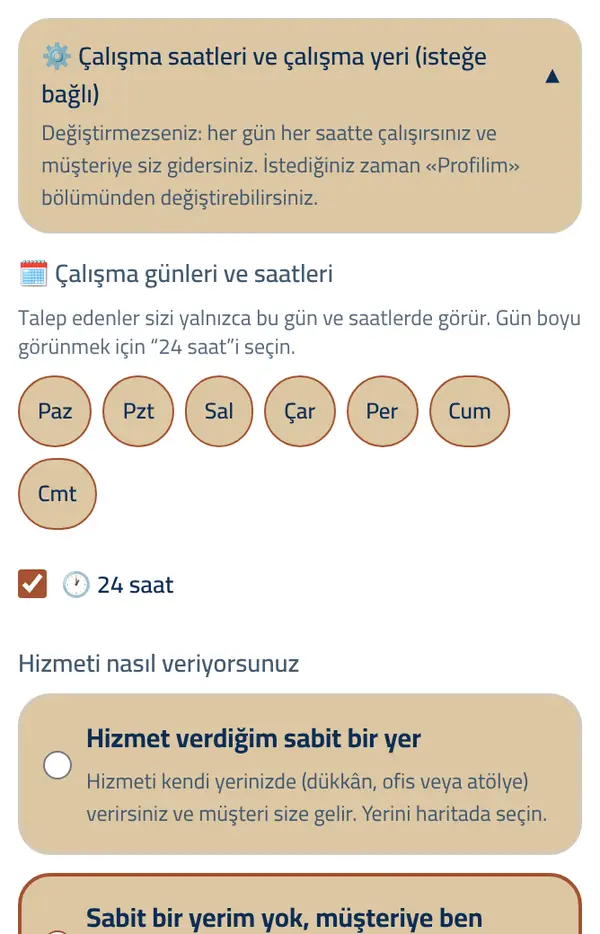 ⚙️ Çalışma saatleri ve çalışma yeri (isteğe
bağlı)
▲
Değiştirmezseniz: her gün her saatte çalışırsınız ve
müşteriye siz gidersiniz. İstediğiniz zaman «Profilim»
bölümünden değiştirebilirsiniz.
🗓️ Çalışma günleri ve saatleri
Talep edenler sizi yalnızca bu gün ve saatlerde görür. Gün boyu
görünmek için “24 saat”i seçin.
Paz Pzt Sal Çar Per Cum
Cmt
🕐 24 saat
Hizmeti nasıl veriyorsunuz
Hizmet verdiğim sabit bir yer
Hizmeti kendi yerinizde (dükkân, ofis veya atölye)
verirsiniz ve müşteri size gelir. Yerini haritada seçin.
Sabit bir yerim yok, müşteriye ben